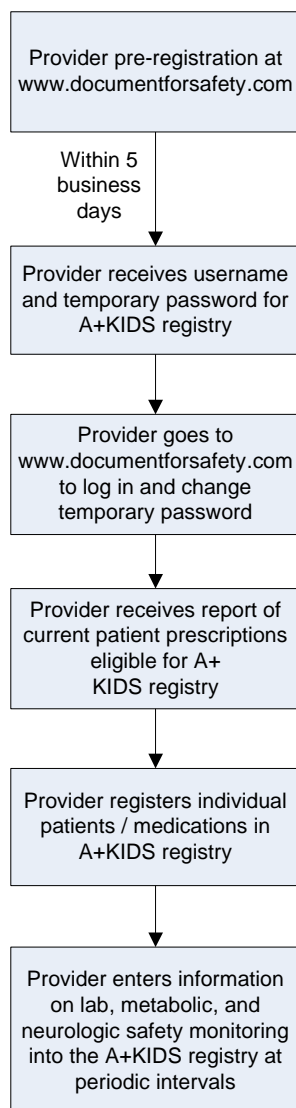 Provider pre-registration at
www.documentforsafety.com
Within 5
business
days
Provider receives username
and temporary password for
A+KIDS registry
Provider goes to
www.documentforsafety.com
to log in and change
temporary password
Provider receives report of
current patient prescriptions
eligible for A+
KIDS registry
Provider registers individual
patients / medications in
A+KIDS registry
Provider enters information
on lab, metabolic, and
neurologic safety monitoring
into the A+KIDS registry at
periodic intervals